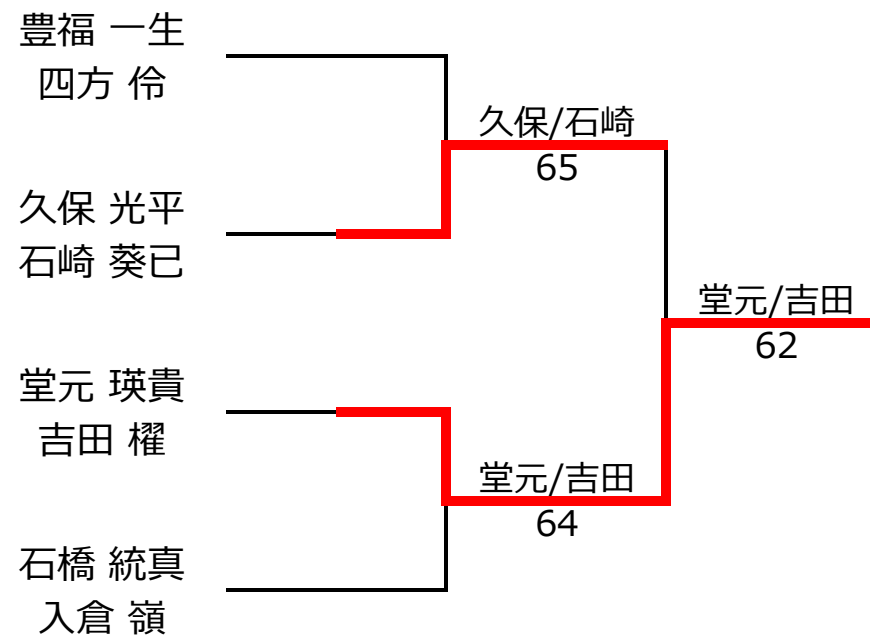 豊福 一生
四方 伶
久保/石崎
65
久保 光平
石崎 葵已
堂元/吉田
62
堂元 瑛貴
吉田 櫂
堂元/吉田
64
石橋 統真
入倉 嶺